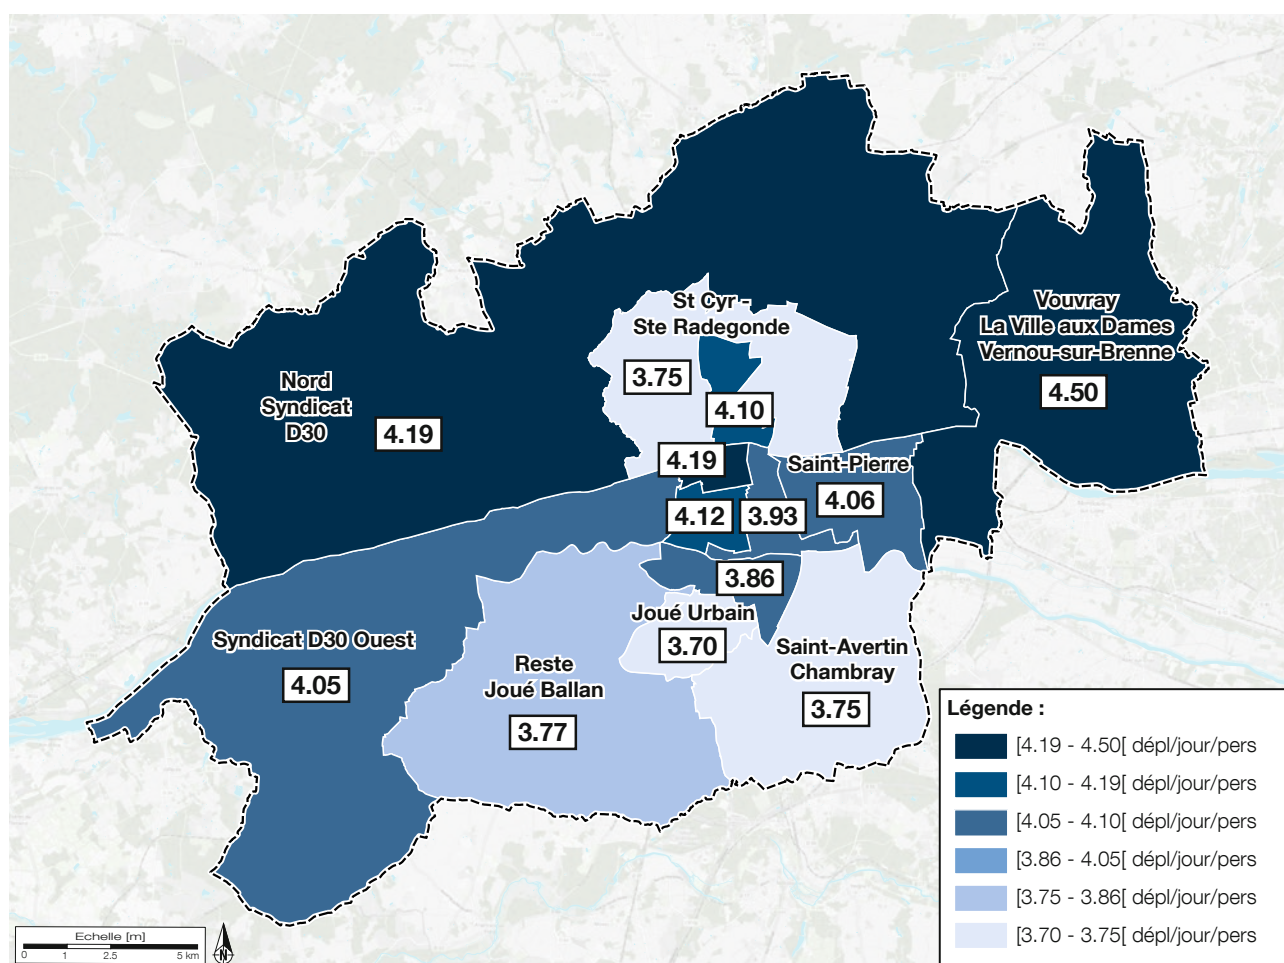 St Cyr -
Ste Radegonde
3.75
4.10
Vouvray
La Ville aux Dames
Vernou-sur-Brenne
4.50
Nord
Syndicat
D30
4.19
4.19
Saint-Pierre
4.06
4.12
3.93
3.86
Joué Urbain
3.70
Syndicat D30 Ouest
4.05
Reste
Joué Ballan
3.77
Saint-Avertin
Chambray
3.75
Légende :
[4.19 - 4.50[ dépl/jour/pers
[4.10 - 4.19[ dépl/jour/pers
[4.05 - 4.10[ dépl/jour/pers
[3.86 - 4.05[ dépl/jour/pers
[3.75 - 3.86[ dépl/jour/pers
[3.70 - 3.75[ dépl/jour/pers
Echelle [m]
0 1 2.5 5 km
N